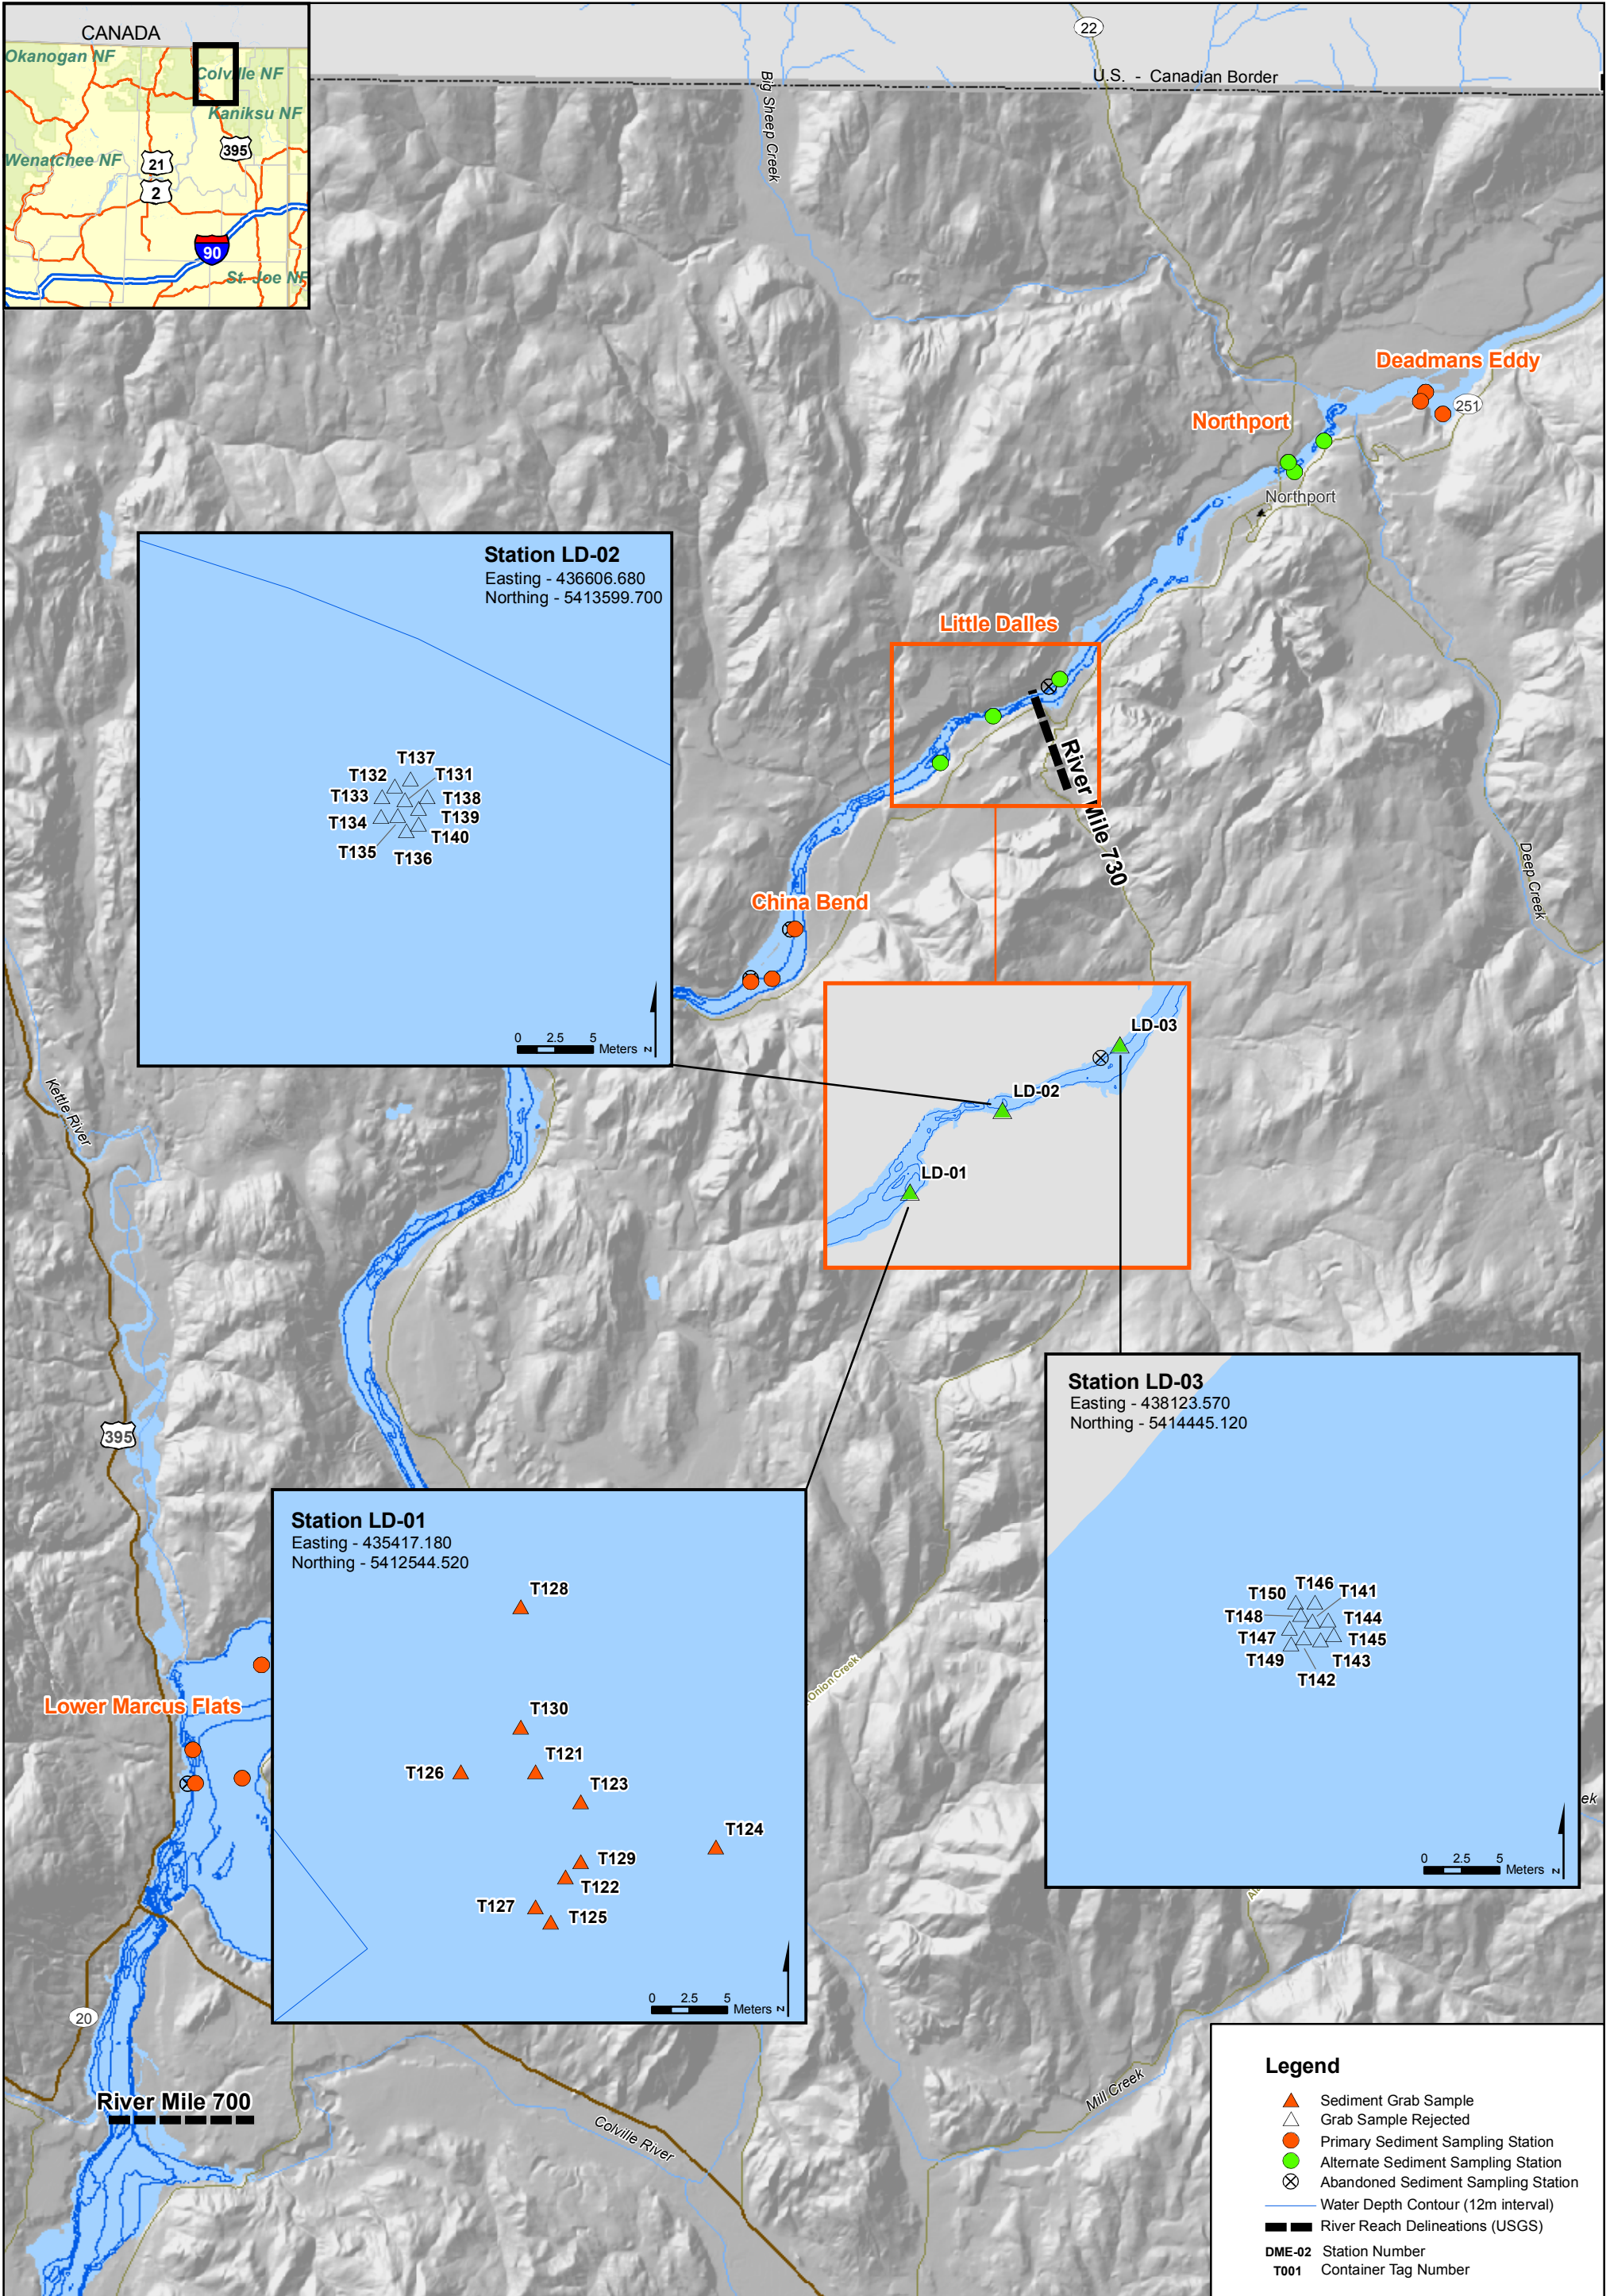 CANADA
Okanogan NF
Colville NF
Kaniksu NF
Wenatchee NF
395
21
2
90
St. Joe NF
22
U.S. - Canadian Border
Big Sheep Creek
Deadmans Eddy
251
Northport
Northport
Little Dalles
River Mile 730
Deep Creek
China Bend
Station LD-02
Easting - 436606.680
Northing - 5413599.700
T137
T132
T131
T133
T138
T134
T139
T140
T135
T136
0 2.5 5
Meters
N
LD-03
LD-02
LD-01
Kettle River
395
Station LD-03
Easting - 438123.570
Northing - 5414445.120
T150
T146
T141
T148
T144
T147
T145
T149
T143
T142
0 2.5 5
Meters
N
ek
Station LD-01
Easting - 435417.180
Northing - 5412544.520
T128
T130
T121
T126
T123
T124
T129
T122
T127
T125
0 2.5 5
Meters
N
Onion Creek
Lower Marcus Flats
20
River Mile 700
Colville River
Mill Creek
Legend
Sediment Grab Sample
Grab Sample Rejected
Primary Sediment Sampling Station
Alternate Sediment Sampling Station
Abandoned Sediment Sampling Station
Water Depth Contour (12m interval)
River Reach Delineations (USGS)
DME-02 Station Number
T001 Container Tag Number